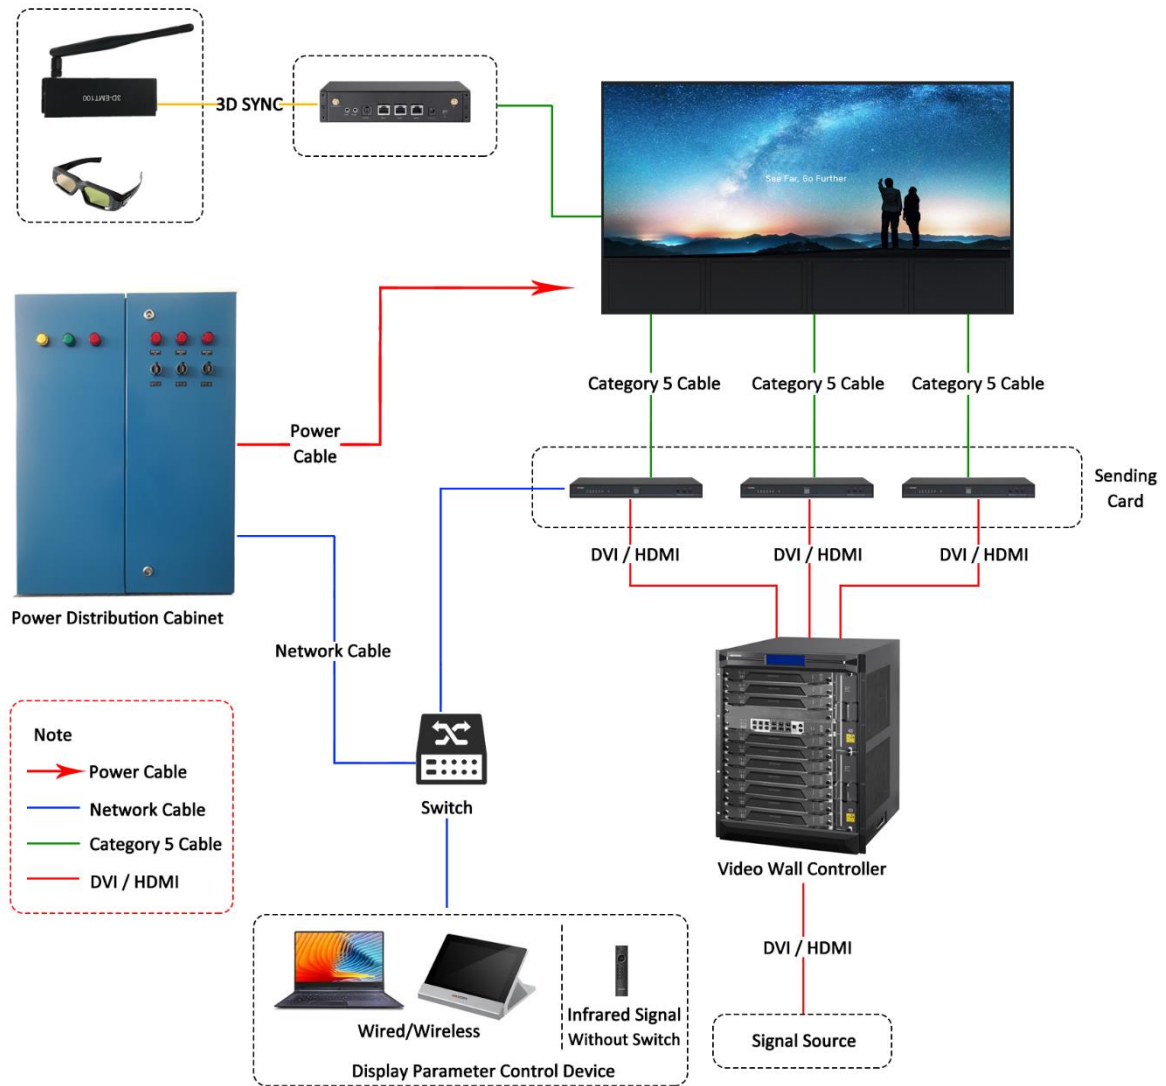 3D-EMT100
3D SYNC
See Far, Go Further
Category 5 Cable
Category 5 Cable
Category 5 Cable
Power
Cable
Sending
Card
DVI / HDMI
DVI / HDMI
DVI / HDMI
Power Distribution Cabinet
Network Cable
Note
Power Cable
Network Cable
Category 5 Cable
DVI / HDMI
Switch
Video Wall Controller
DVI / HDMI
Wired/Wireless
Infrared Signal
Without Switch
Signal Source
Display Parameter Control Device